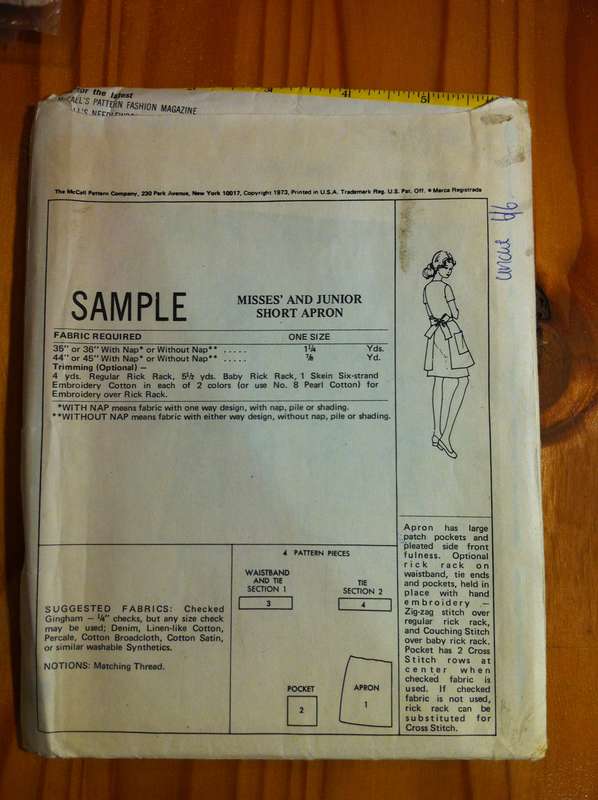 for the latest
McCALL'S PATTERN FASHION MAGAZINE
3
4
5
The McCall Pattern Company, 230 Park Avenue, New York 10017, Copyright 1973, Printed in U.S.A. Trademark Reg. U.S. Pat. Off. * Marca Registrada
SAMPLE
MISSES' AND JUNIOR
SHORT APRON
FABRIC REQUIRED ONE SIZE
35" or 36" With Nap* or Without Nap** ..... 1¼ Yds.
44" or 45" With Nap* or Without Nap** ..... ⅞ Yd.
Trimming (Optional) —
4 yds. Regular Rick Rack, 5½ yds. Baby Rick Rack, 1 Skein Six-strand
Embroidery Cotton in each of 2 colors (or use No. 8 Pearl Cotton) for
Embroidery over Rick Rack.
*WITH NAP means fabric with one way design, with nap, pile or shading.
**WITHOUT NAP means fabric with either way design, without nap, pile or shading.
SUGGESTED FABRICS: Checked
Gingham — ¼" checks, but any size check
may be used; Denim, Linen-like Cotton,
Percale, Cotton Broadcloth, Cotton Satin,
or similar washable Synthetics.
NOTIONS: Matching Thread.
4 PATTERN PIECES
WAISTBAND
AND TIE
SECTION 1
3
TIE
SECTION 2
4
POCKET
2
APRON
1
Apron has large
patch pockets and
pleated side front
fulness. Optional
rick rack on
waistband, tie ends
and pockets, held in
place with hand
embroidery —
Zig-zag stitch over
regular rick rack,
and Couching Stitch
over baby rick rack.
Pocket has 2 Cross
Stitch rows at
center when
checked fabric is
used. If checked
fabric is not used,
rick rack can be
substituted for
Cross Stitch.